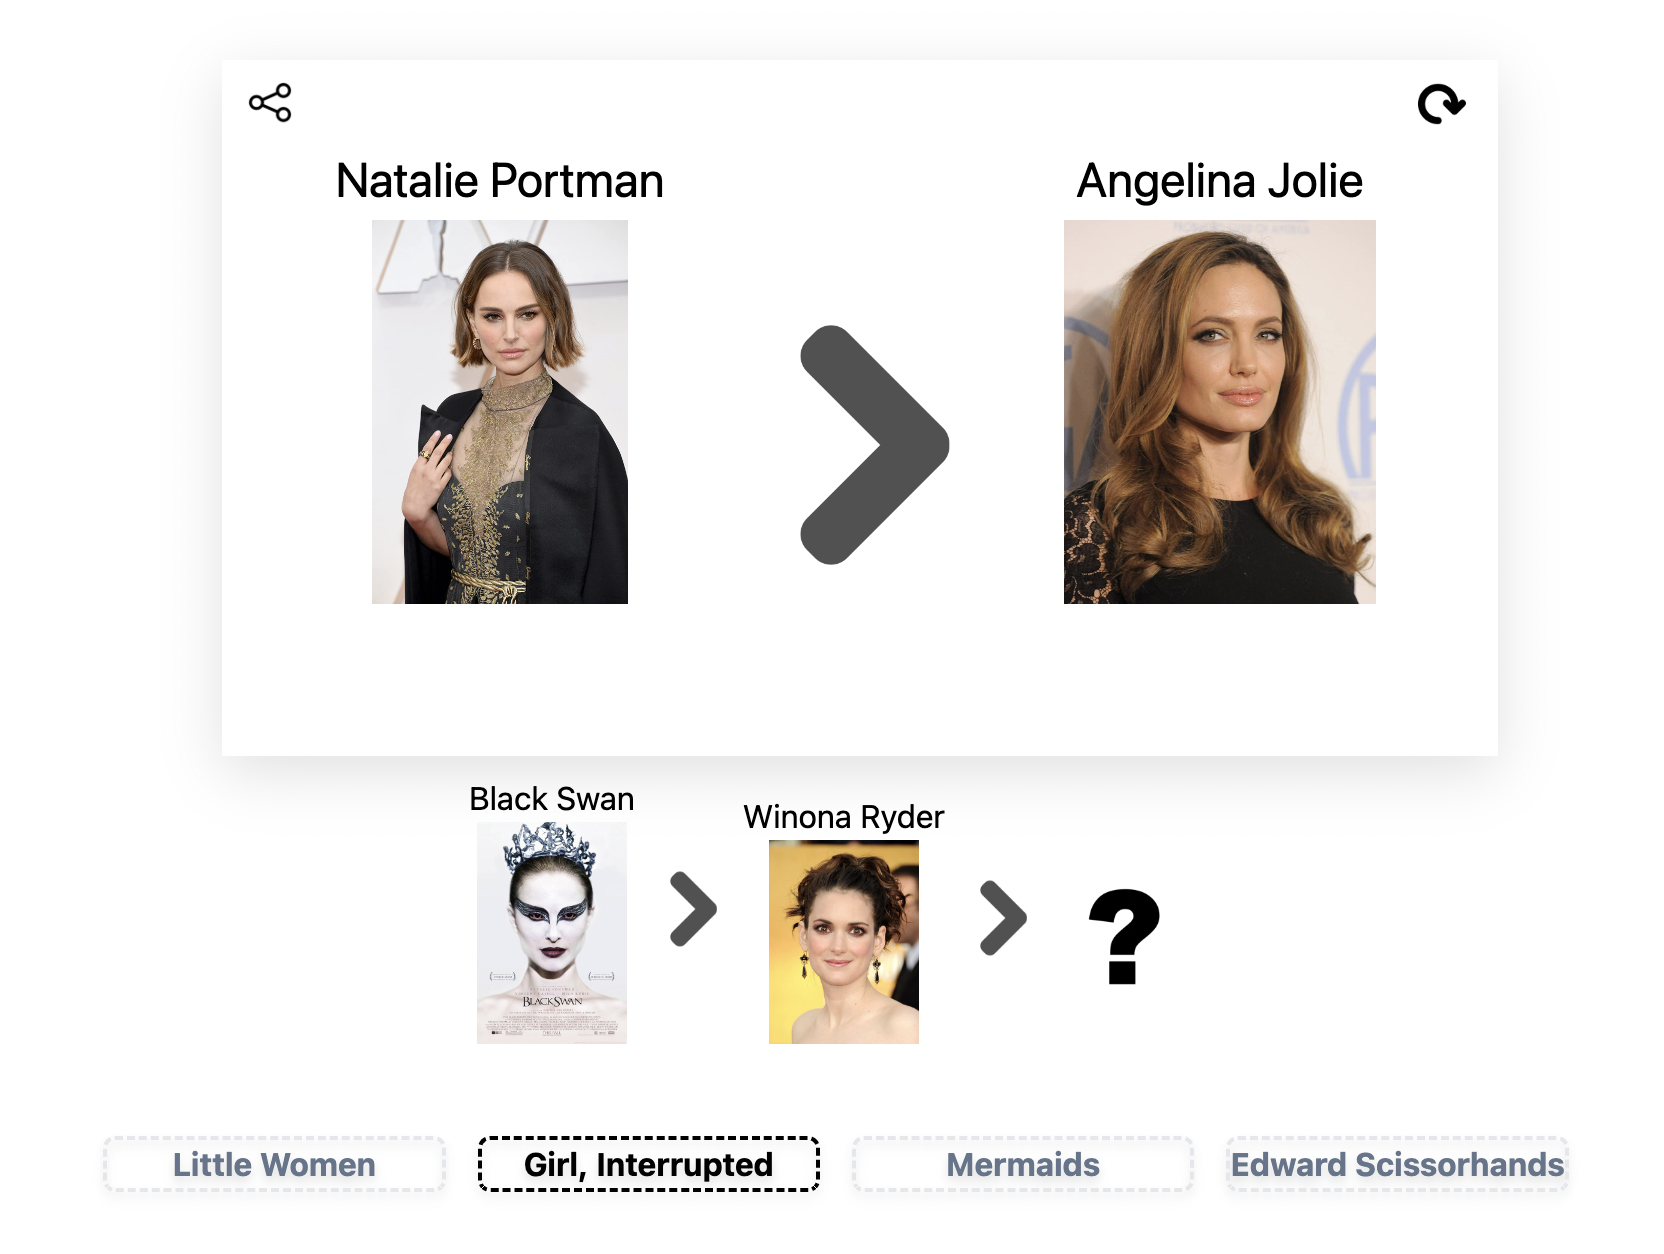 Natalie Portman
Angelina Jolie
Black Swan
Winona Ryder
BLACK SWAN
?
Little Women
Girl, Interrupted
Mermaids
Edward Scissorhands